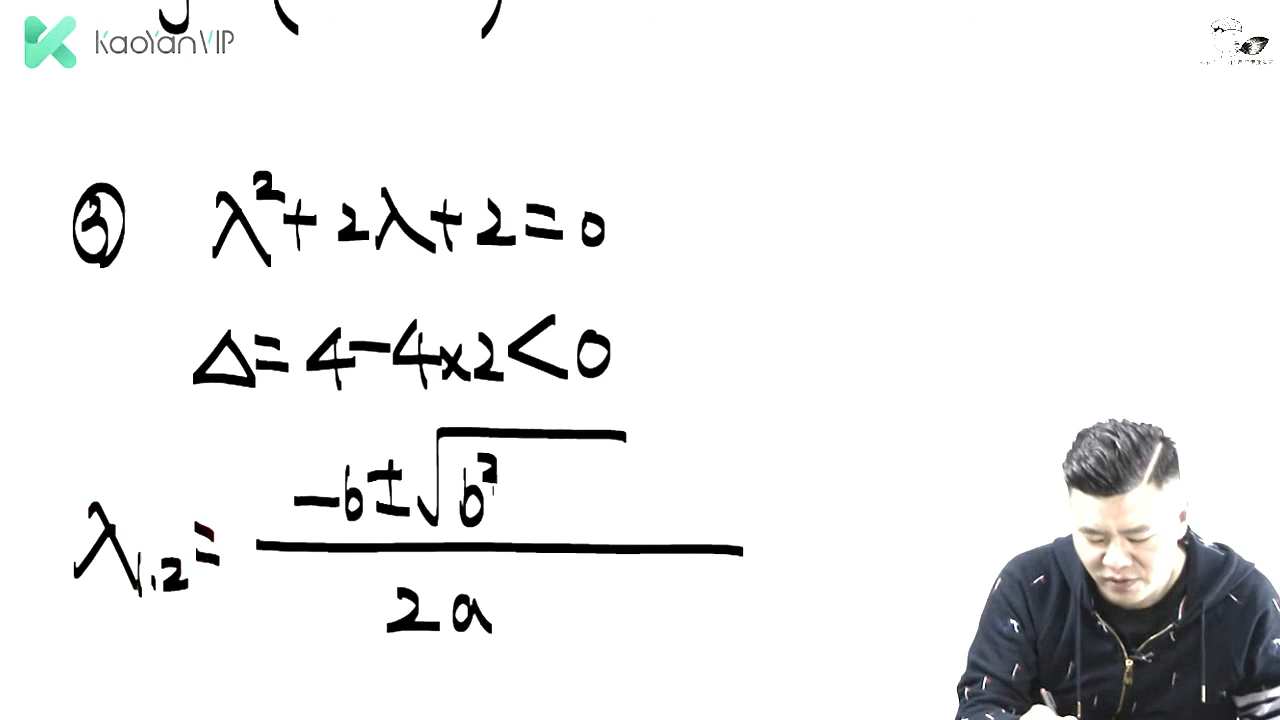 KaoYanVIP
③ λ²+2λ+2=0
Δ=4-4×2<0
-b±√b²
λ₁.₂=
2a